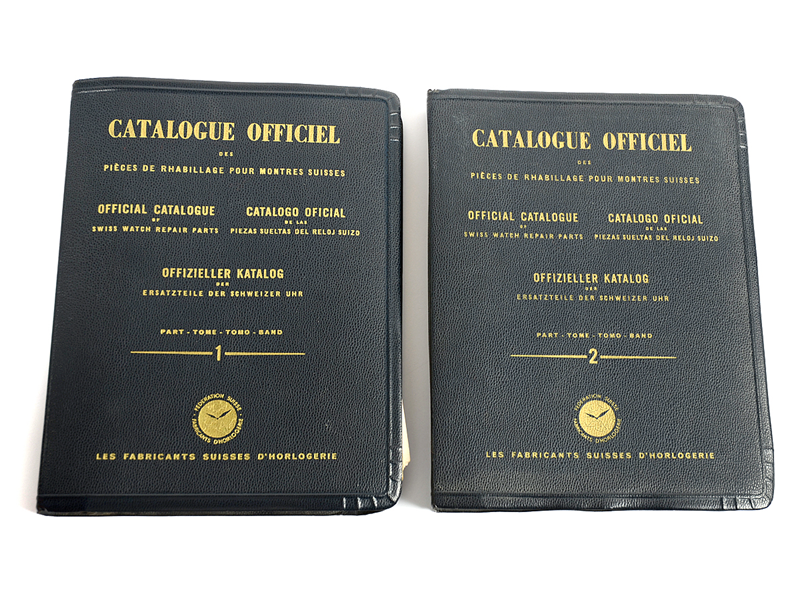 CATALOGUE OFFICIEL
DES
PIÈCES DE RHABILLAGE POUR MONTRES SUISSES
OFFICIAL CATALOGUE
OF
SWISS WATCH REPAIR PARTS
CATALOGO OFICIAL
DE LAS
PIEZAS SUELTAS DEL RELOJ SUIZO
OFFIZIELLER KATALOG
DER
ERSATZTEILE DER SCHWEIZER UHR
PART - TOME - TOMO - BAND
1
FEDERATION SUISSE
FABRICANTS D'HORLOGERIE
LES FABRICANTS SUISSES D'HORLOGERIE
CATALOGUE OFFICIEL
DES
PIÈCES DE RHABILLAGE POUR MONTRES SUISSES
OFFICIAL CATALOGUE
OF
SWISS WATCH REPAIR PARTS
CATALOGO OFICIAL
DE LAS
PIEZAS SUELTAS DEL RELOJ SUIZO
OFFIZIELLER KATALOG
DER
ERSATZTEILE DER SCHWEIZER UHR
PART - TOME - TOMO - BAND
2
FEDERATION SUISSE
FABRICANTS D'HORLOGERIE
LES FABRICANTS SUISSES D'HORLOGERIE